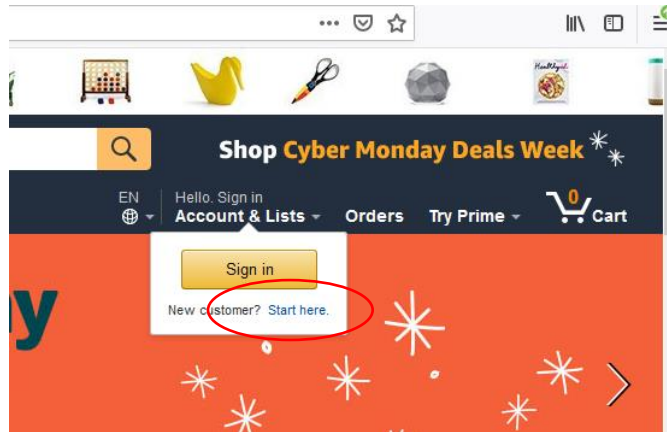 Healthyish
Shop Cyber Monday Deals Week
EN
Hello. Sign in
Account & Lists
Orders
Try Prime
0
Cart
Sign in
New customer? Start here.
y